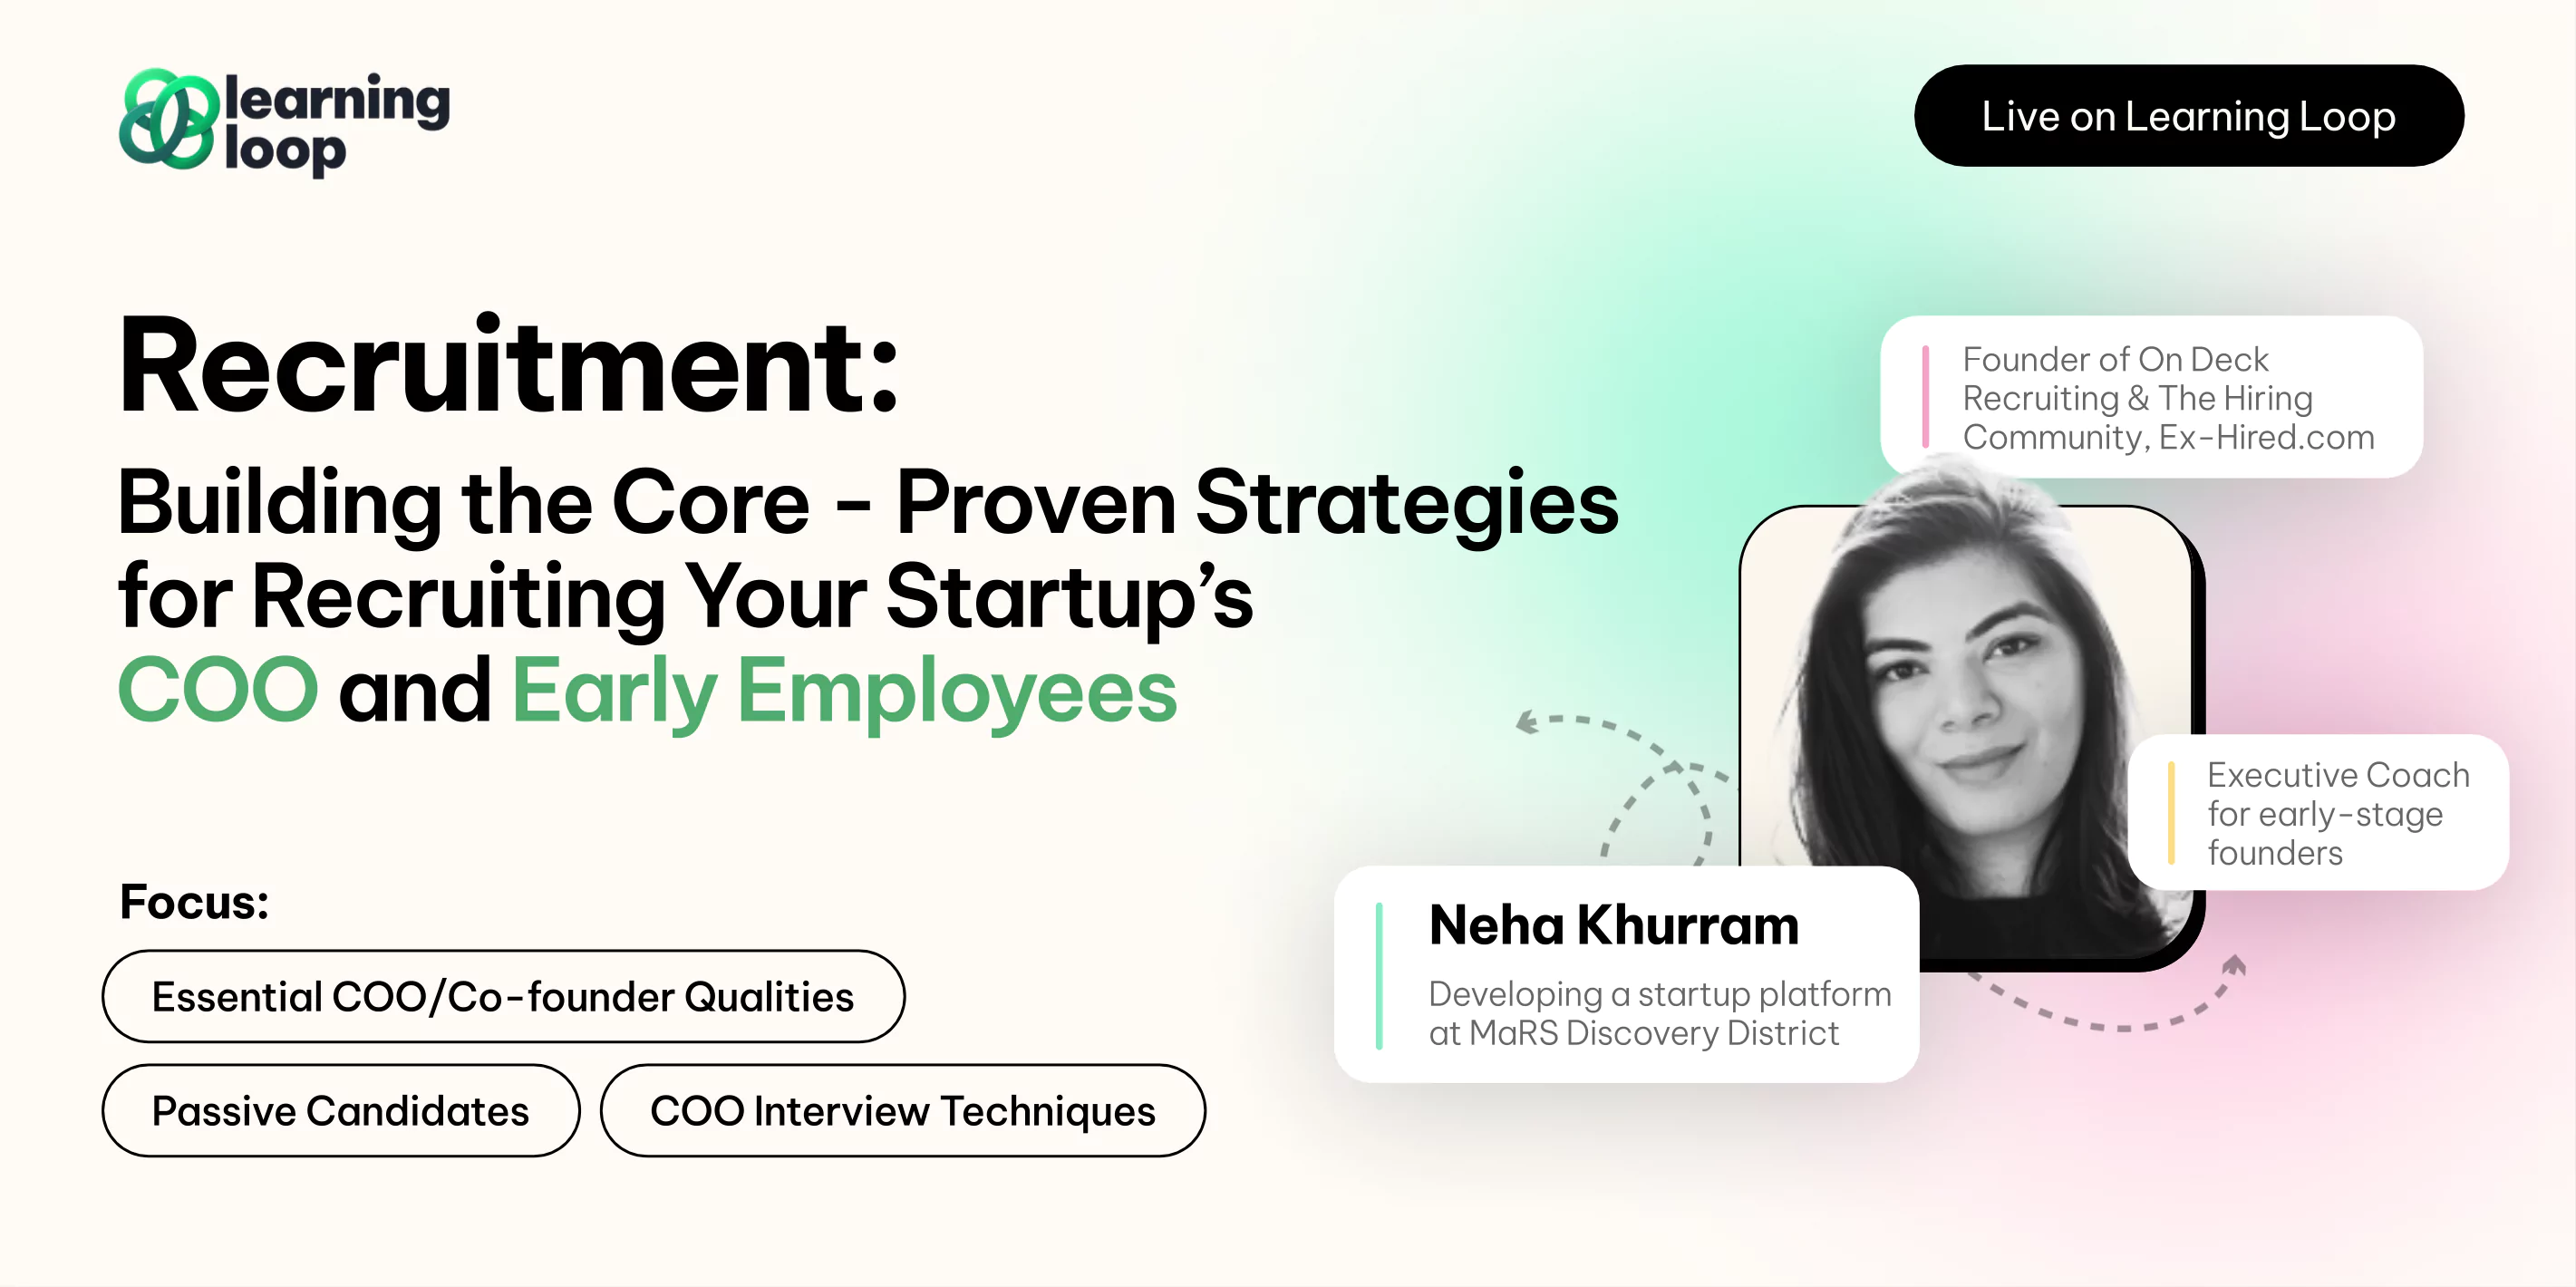 learning
loop
Live on Learning Loop
Recruitment:
Building the Core - Proven Strategies
for Recruiting Your Startup’s
COO and Early Employees
Founder of On Deck
Recruiting & The Hiring
Community, Ex-Hired.com
Executive Coach
for early-stage
founders
Neha Khurram
Developing a startup platform
at MaRS Discovery District
Focus:
Essential COO/Co-founder Qualities
Passive Candidates
COO Interview Techniques